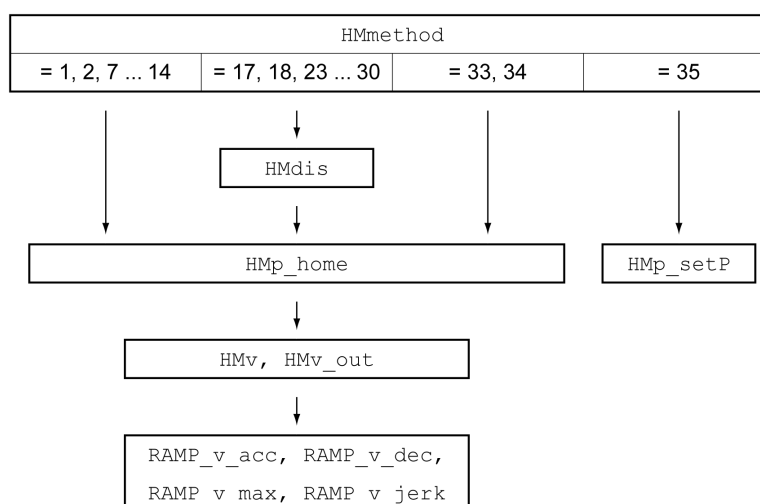 HMmethod
= 1, 2, 7 ... 14
= 17, 18, 23 ... 30
= 33, 34
= 35
HMdis
HMp_home
HMp_setP
HMv, HMv_out
RAMP_v_acc, RAMP_v_dec,
RAMP_v_max, RAMP_v_jerk